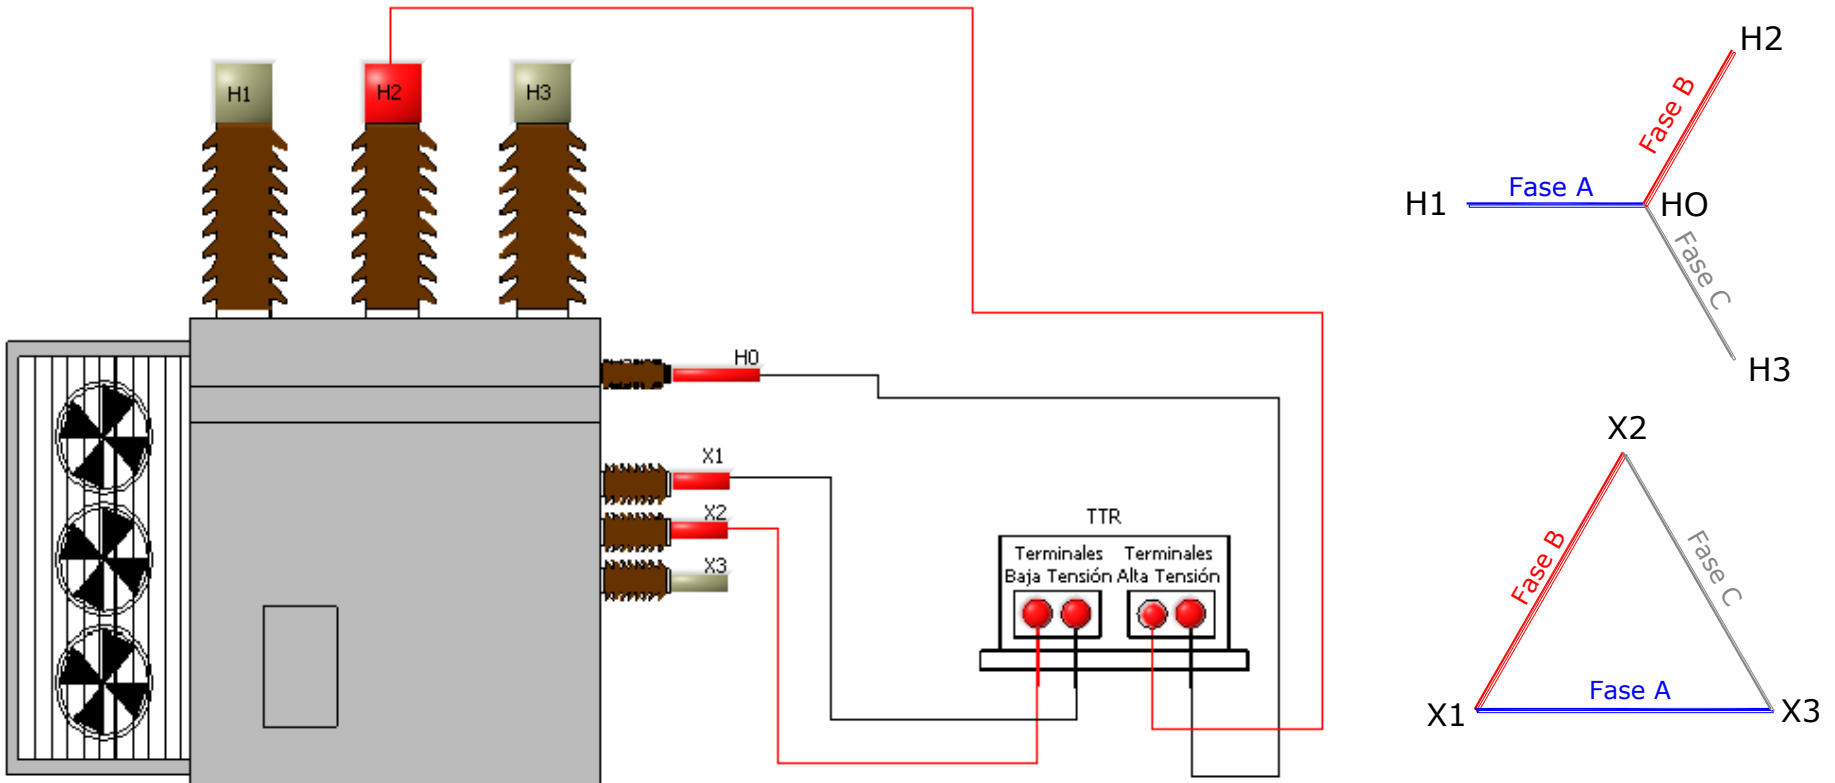 H1
H2
H3
H0
X1
X2
X3
TTR
Terminales
Baja Tensión
Terminales
Alta Tensión
H2
Fase B
Fase A
H1
HO
Fase C
H3
X2
Fase B
Fase C
Fase A
X1
X3